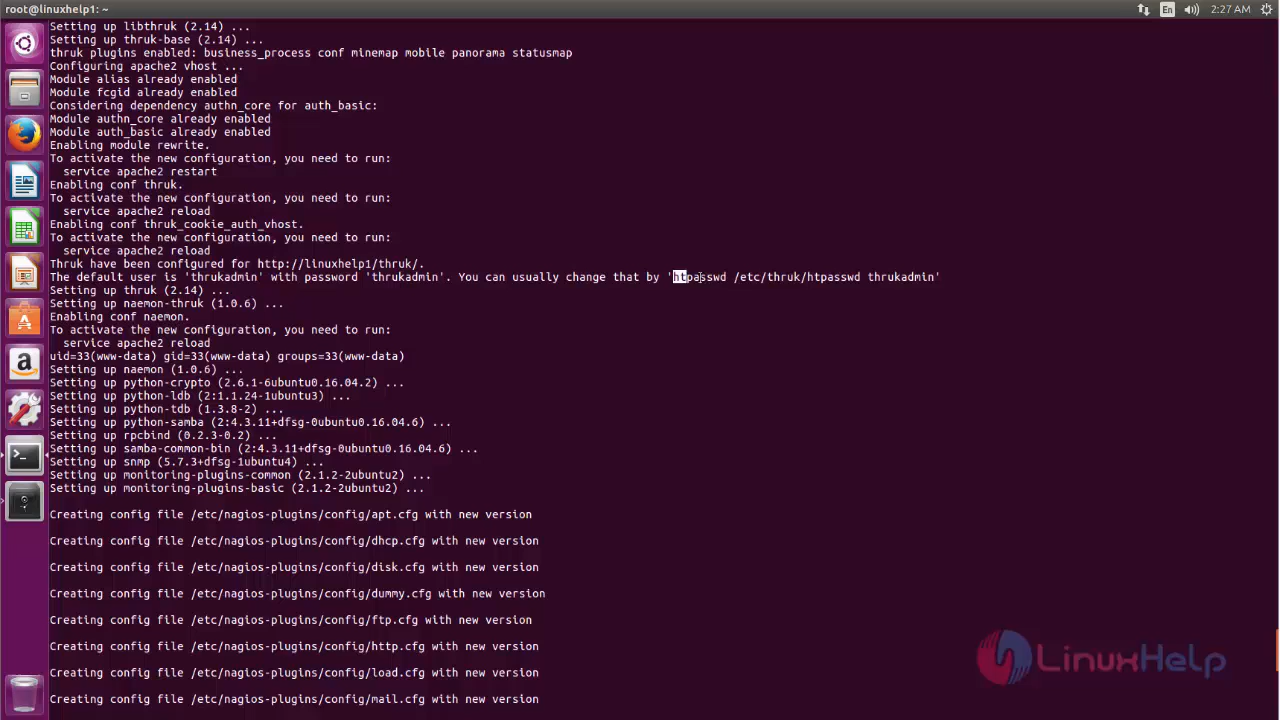 root@linuxhelp1: ~
En
2:27 AM
Setting up libthruk (2.14) ...
Setting up thruk-base (2.14) ...
thruk plugins enabled: business_process conf minemap mobile panorama statusmap
Configuring apache2 vhost ...
Module alias already enabled
Module fcgid already enabled
Considering dependency authn_core for auth_basic:
Module authn_core already enabled
Module auth_basic already enabled
Enabling module rewrite.
To activate the new configuration, you need to run:
  service apache2 restart
Enabling conf thruk.
To activate the new configuration, you need to run:
  service apache2 reload
Enabling conf thruk_cookie_auth_vhost.
To activate the new configuration, you need to run:
  service apache2 reload
Thruk have been configured for http://linuxhelp1/thruk/.
The default user is 'thrukadmin' with password 'thrukadmin'. You can usually change that by 'htpasswd /etc/thruk/htpasswd thrukadmin'
Setting up thruk (2.14) ...
Setting up naemon-thruk (1.0.6) ...
Enabling conf naemon.
To activate the new configuration, you need to run:
  service apache2 reload
uid=33(www-data) gid=33(www-data) groups=33(www-data)
Setting up naemon (1.0.6) ...
Setting up python-crypto (2.6.1-6ubuntu0.16.04.2) ...
Setting up python-ldb (2:1.1.24-1ubuntu3) ...
Setting up python-tdb (1.3.8-2) ...
Setting up python-samba (2:4.3.11+dfsg-0ubuntu0.16.04.6) ...
Setting up rpcbind (0.2.3-0.2) ...
Setting up samba-common-bin (2:4.3.11+dfsg-0ubuntu0.16.04.6) ...
Setting up snmp (5.7.3+dfsg-1ubuntu4) ...
Setting up monitoring-plugins-common (2.1.2-2ubuntu2) ...
Setting up monitoring-plugins-basic (2.1.2-2ubuntu2) ...
Creating config file /etc/nagios-plugins/config/apt.cfg with new version
Creating config file /etc/nagios-plugins/config/dhcp.cfg with new version
Creating config file /etc/nagios-plugins/config/disk.cfg with new version
Creating config file /etc/nagios-plugins/config/dummy.cfg with new version
Creating config file /etc/nagios-plugins/config/ftp.cfg with new version
Creating config file /etc/nagios-plugins/config/http.cfg with new version
Creating config file /etc/nagios-plugins/config/load.cfg with new version
Creating config file /etc/nagios-plugins/config/mail.cfg with new version
LinuxHelp